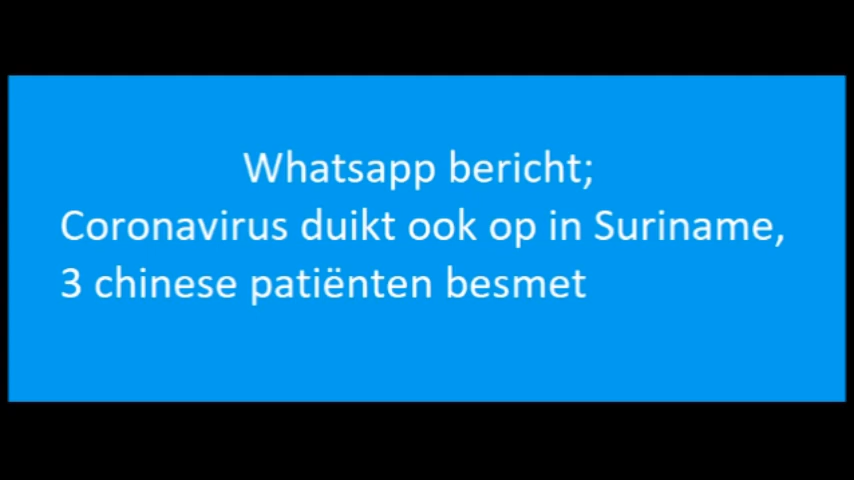 Whatsapp bericht;
Coronavirus duikt ook op in Suriname,
3 chinese patiënten besmet